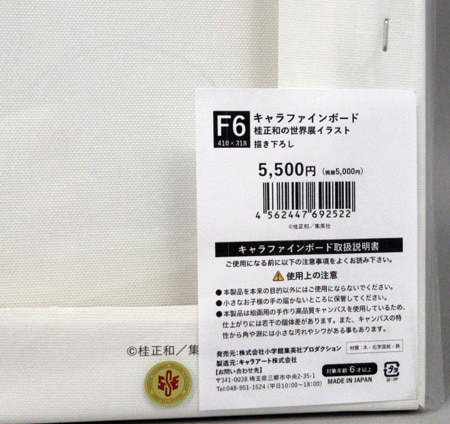 F6
410×318
キャラファインボード
桂正和の世界展イラスト
描き下ろし
5,500円 (税抜5,000円)
4 562447 692522
©桂正和／集英社
キャラファインボード取扱説明書
ご使用になる前に以下の注意事項をよくお読み下さい。
使用上の注意
●本製品を本来の目的以外にはご使用にならないでください。
●小さなお子様の手の届かないところに保管してください。
●本製品は絵画用の手作り高品質キャンバスを使用しているため、
仕上がりには若干の個体差があります。また、キャンバスの特
性から角や淵には小さな汚れやシワがある事もあります。
発売元:株式会社小学館集英社プロダクション
製造元:キャラアート株式会社
【お問い合わせ先】
〒341-0038 埼玉県三郷市中央2-35-1
Tel:048-951-1524 (平日10:00～18:00)
材質：木・化学流紙・鉄
対象年齢 6才以上
MADE IN JAPAN
©桂正和／集